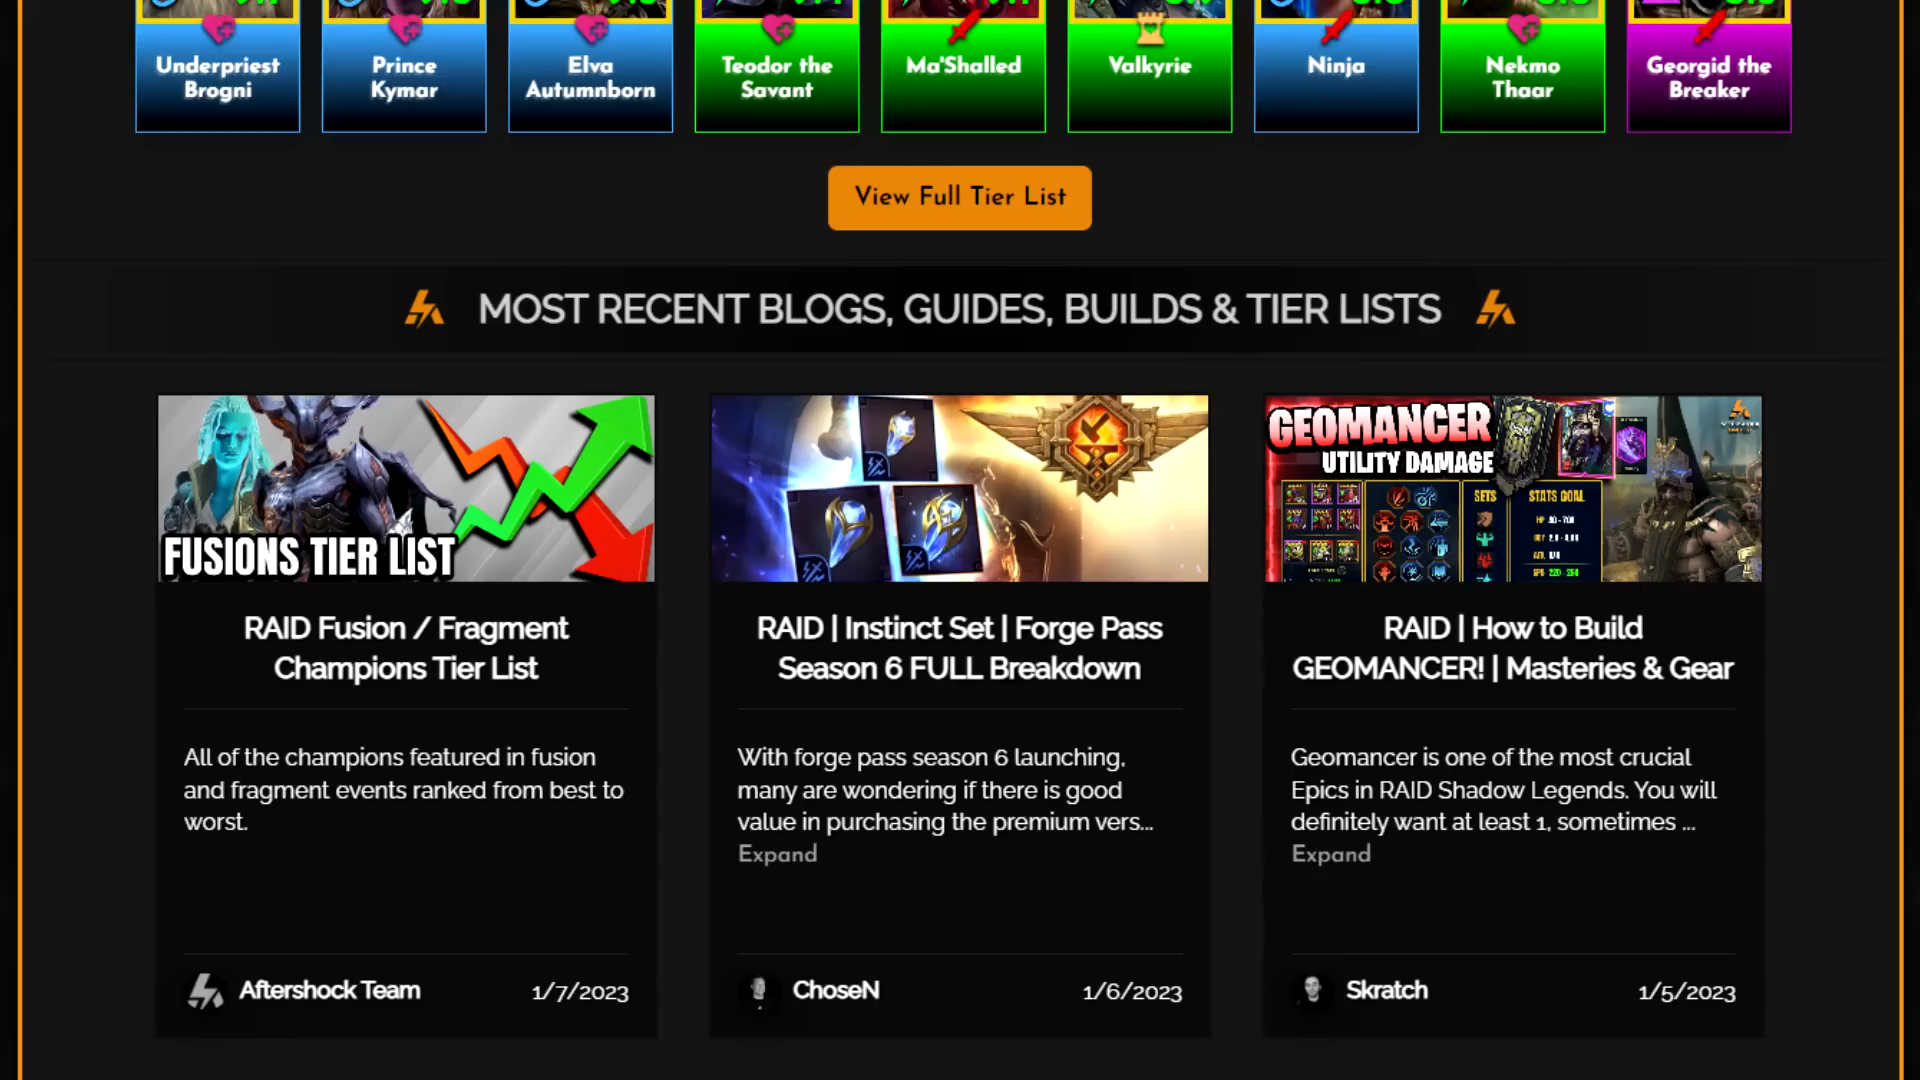 Underpriest
Brogni
Prince
Kymar
Elva
Autumnborn
Teodor the
Savant
Ma'Shalled
Valkyrie
Ninja
Nekmo
Thaar
Georgid the
Breaker
View Full Tier List
MOST RECENT BLOGS, GUIDES, BUILDS & TIER LISTS
FUSIONS TIER LIST
RAID Fusion / Fragment
Champions Tier List
All of the champions featured in fusion
and fragment events ranked from best to
worst.
Aftershock Team
1/7/2023
RAID | Instinct Set | Forge Pass
Season 6 FULL Breakdown
With forge pass season 6 launching,
many are wondering if there is good
value in purchasing the premium vers...
Expand
ChoseN
1/6/2023
GEOMANCER
UTILITY DAMAGE
SETS
STATS GOAL
RAID | How to Build
GEOMANCER! | Masteries & Gear
Geomancer is one of the most crucial
Epics in RAID Shadow Legends. You will
definitely want at least 1, sometimes ...
Expand
Skratch
1/5/2023